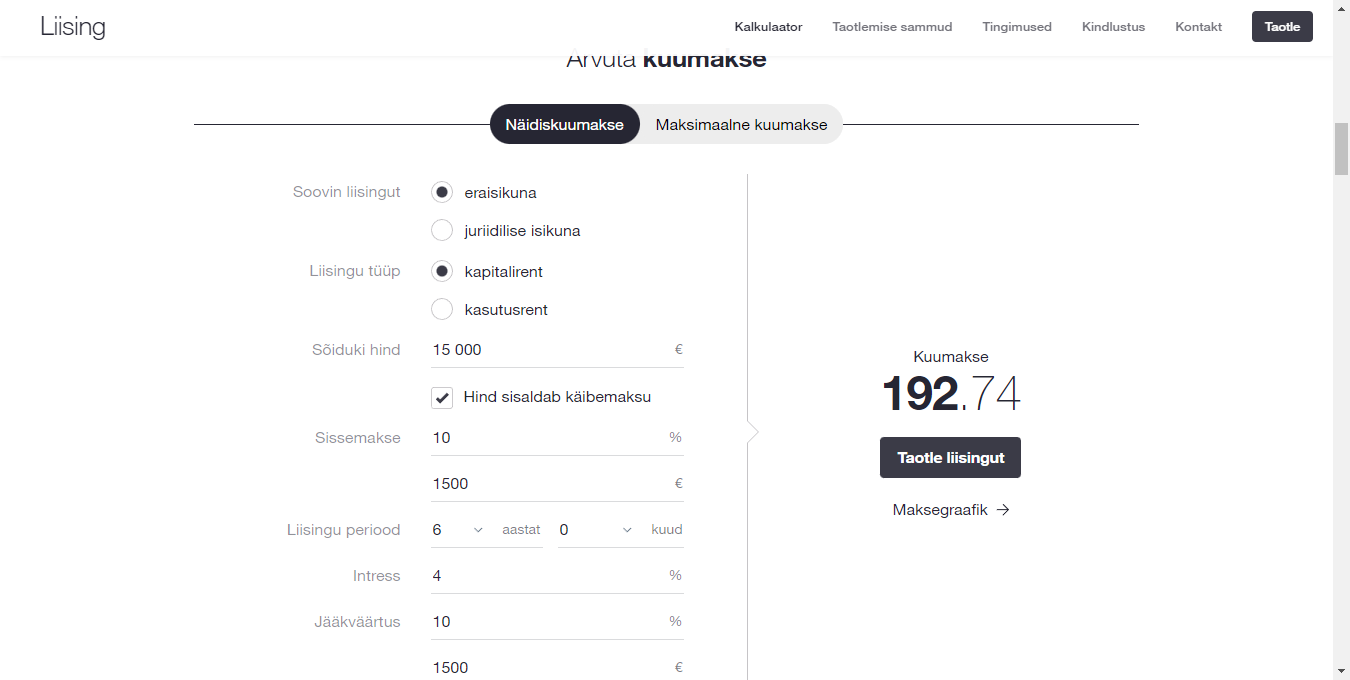 Liising
Kalkulaator Taotlemise sammud Tingimused Kindlustus Kontakt Taotle
Arvuta kuumakse
Näidiskuumakse Maksimaalne kuumakse
Soovin liisingut eraisikuna
juriidilise isikuna
Liisingu tüüp kapitalirent
kasutusrent
Sõiduki hind 15 000 €
Hind sisaldab käibemaksu
Sissemakse 10 %
1500 €
Liisingu periood 6 aastat 0 kuud
Intress 4 %
Jääkväärtus 10 %
1500 €
Kuumakse
192.74
Taotle liisingut
Maksegraafik →